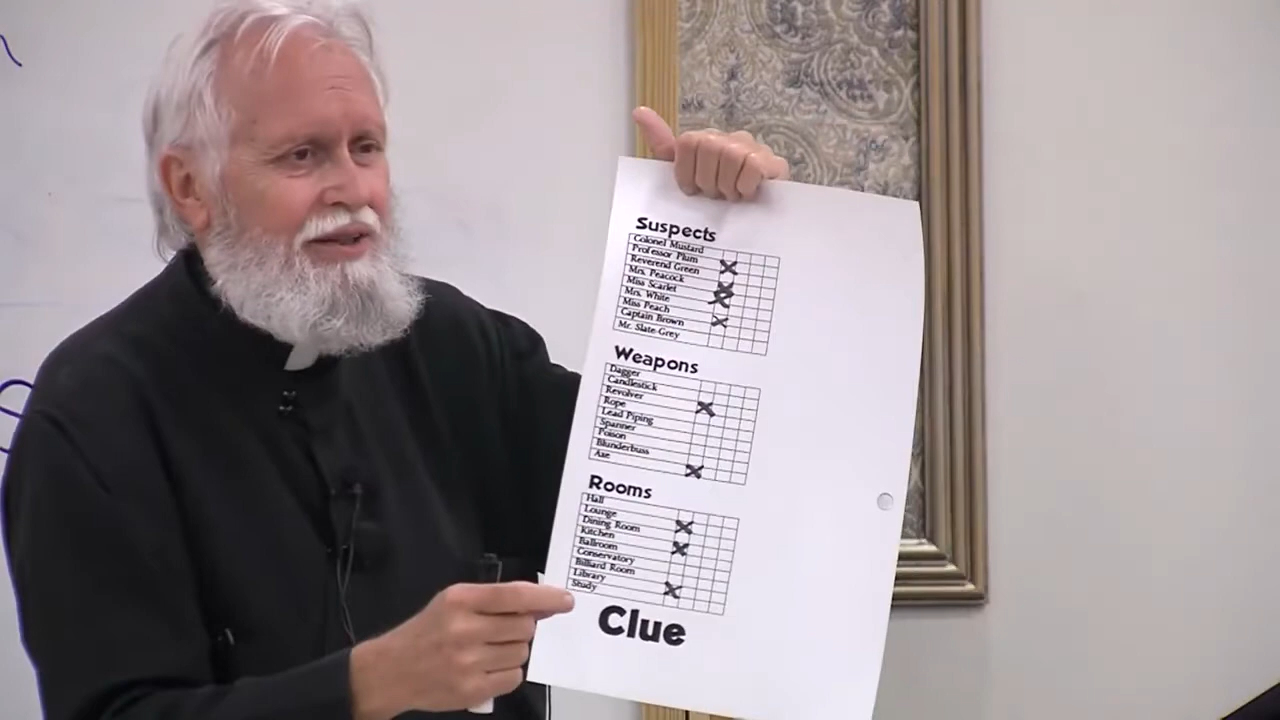 Suspects
Colonel Mustard
Professor Plum
Reverend Green
Mrs. Peacock
Miss Scarlet
Mrs. White
Miss Peach
Captain Brown
Mr. Slate-Grey
Weapons
Dagger
Candlestick
Revolver
Rope
Lead Piping
Spanner
Poison
Blunderbuss
Axe
Rooms
Hall
Lounge
Dining Room
Kitchen
Ballroom
Conservatory
Billiard Room
Library
Study
Clue